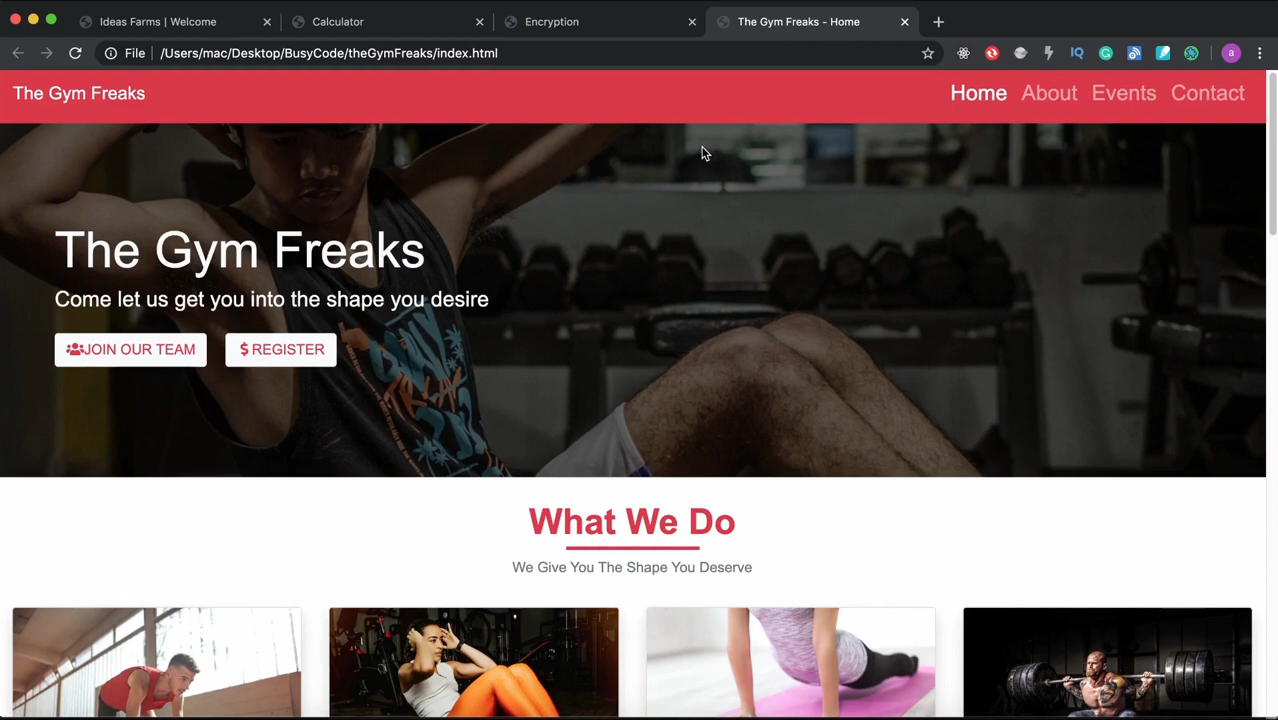 Ideas Farms | Welcome
Calculator
Encryption
The Gym Freaks - Home
File
/Users/mac/Desktop/BusyCode/theGymFreaks/index.html
IQ
a
The Gym Freaks
Home About Events Contact
The Gym Freaks
Come let us get you into the shape you desire
JOIN OUR TEAM
$ REGISTER
What We Do
We Give You The Shape You Deserve